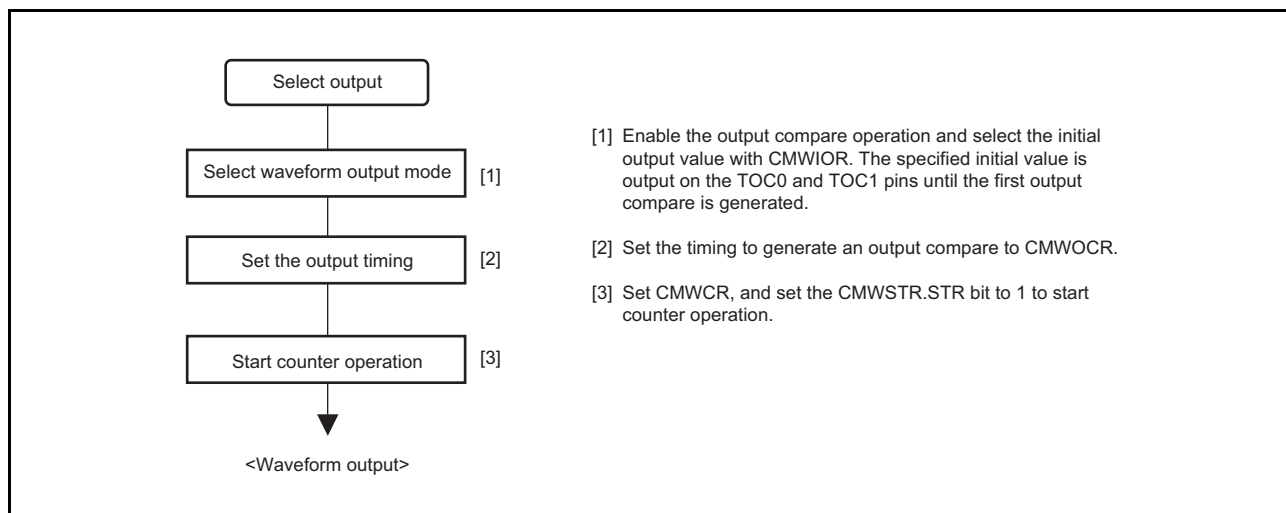 Select output
Select waveform output mode
[1]
Set the output timing
[2]
Start counter operation
[3]
<Waveform output>
[1] Enable the output compare operation and select the initial
output value with CMWIOR. The specified initial value is
output on the TOC0 and TOC1 pins until the first output
compare is generated.
[2] Set the timing to generate an output compare to CMWOCR.
[3] Set CMWCR, and set the CMWSTR.STR bit to 1 to start
counter operation.